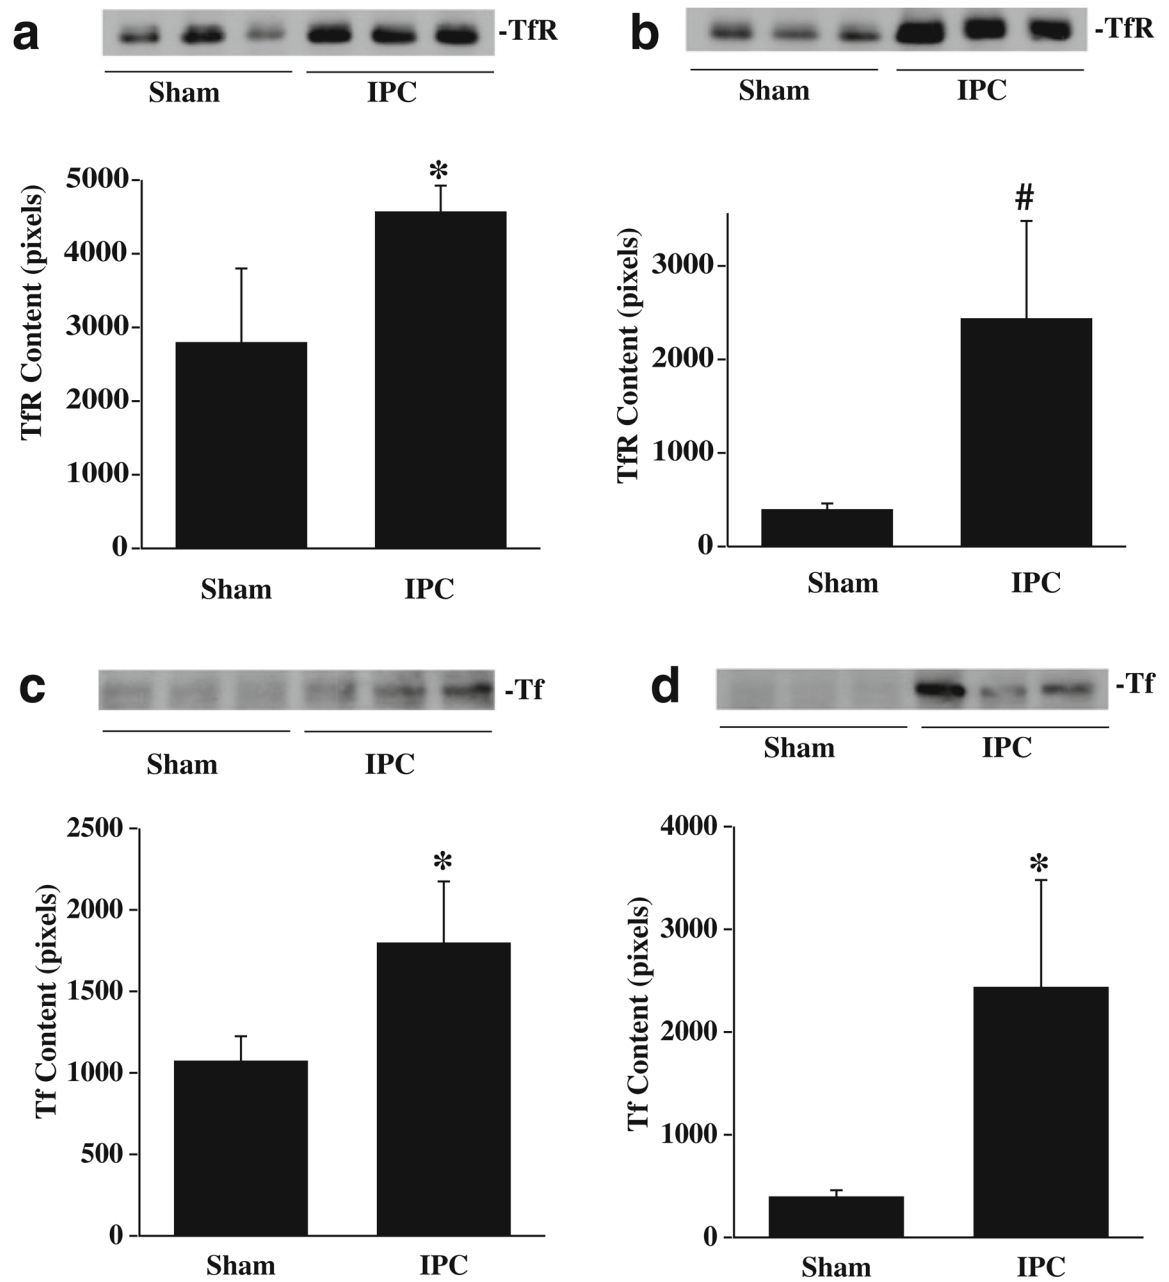 a
-TfR
Sham
IPC
*
5000
4000
3000
2000
1000
0
TfR Content (pixels)
Sham
IPC
b
-TfR
Sham
IPC
#
3000
2000
1000
0
TfR Content (pixels)
Sham
IPC
c
-Tf
Sham
IPC
*
2500
2000
1500
1000
500
0
Tf Content (pixels)
Sham
IPC
d
-Tf
Sham
IPC
*
4000
3000
2000
1000
0
Tf Content (pixels)
Sham
IPC